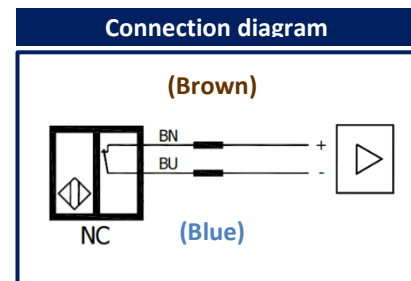 Connection diagram
(Brown)
BN
+
BU
-
NC
(Blue)